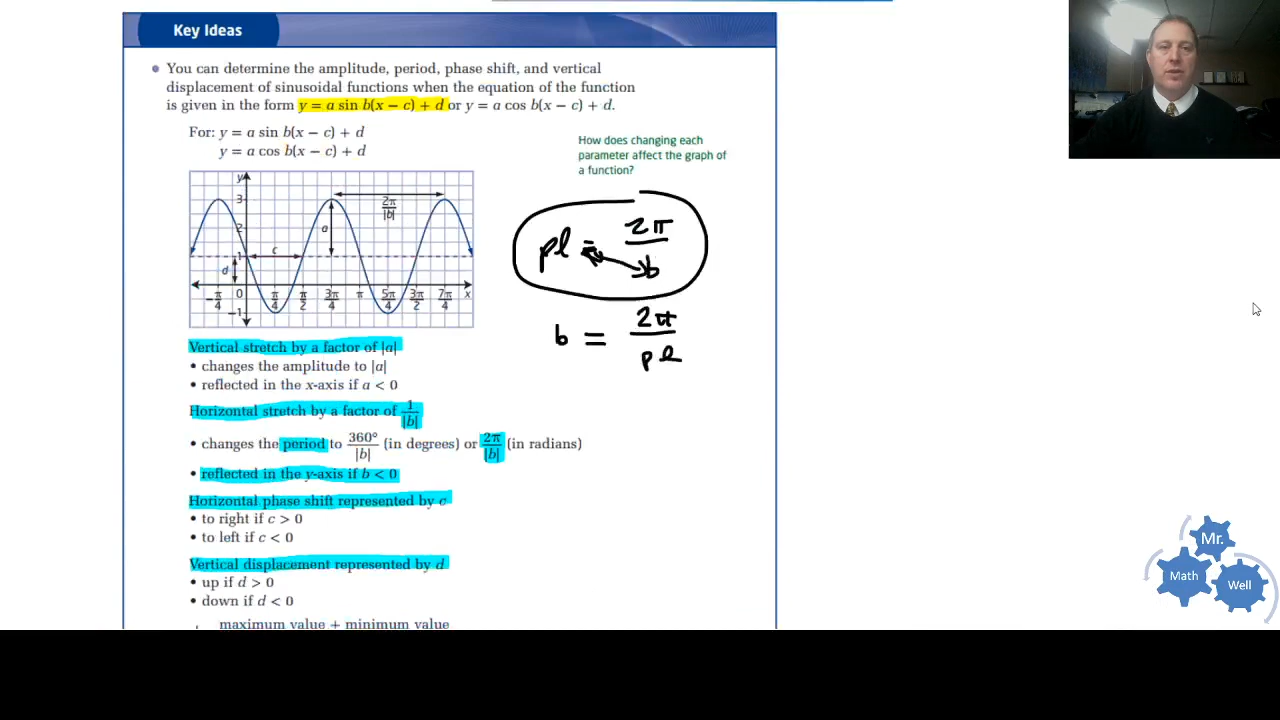 Key Ideas
• You can determine the amplitude, period, phase shift, and vertical
displacement of sinusoidal functions when the equation of the function
is given in the form y = a sin b(x − c) + d or y = a cos b(x − c) + d.
For: y = a sin b(x − c) + d
y = a cos b(x − c) + d
How does changing each
parameter affect the graph of
a function?
y
3
2π/|b|
2
a
c
1
d
−π/4 0 π/4 π/2 3π/4 π 5π/4 3π/2 7π/4 x
−1
pl = 2π/b
b = 2π/pl
Vertical stretch by a factor of |a|
• changes the amplitude to |a|
• reflected in the x-axis if a < 0
Horizontal stretch by a factor of 1/|b|
• changes the period to 360°/|b| (in degrees) or 2π/|b| (in radians)
• reflected in the y-axis if b < 0
Horizontal phase shift represented by c
• to right if c > 0
• to left if c < 0
Vertical displacement represented by d
• up if d > 0
• down if d < 0
maximum value + minimum value
Mr.
Math
Well